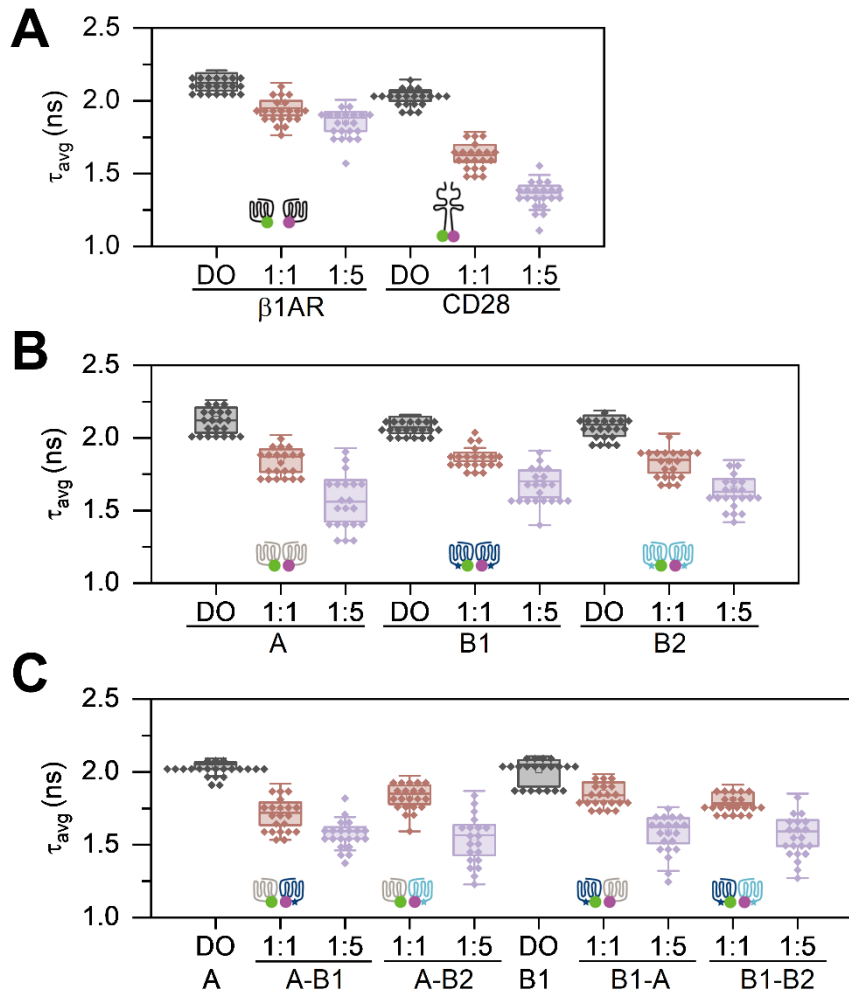 A
τavg (ns)
2.5
2.0
1.5
1.0
DO 1:1 1:5 DO 1:1 1:5
β1AR CD28
B
τavg (ns)
2.5
2.0
1.5
1.0
DO 1:1 1:5 DO 1:1 1:5 DO 1:1 1:5
A B1 B2
C
τavg (ns)
2.5
2.0
1.5
1.0
DO 1:1 1:5 1:1 1:5 DO 1:1 1:5 1:1 1:5
A A-B1 A-B2 B1 B1-A B1-B2